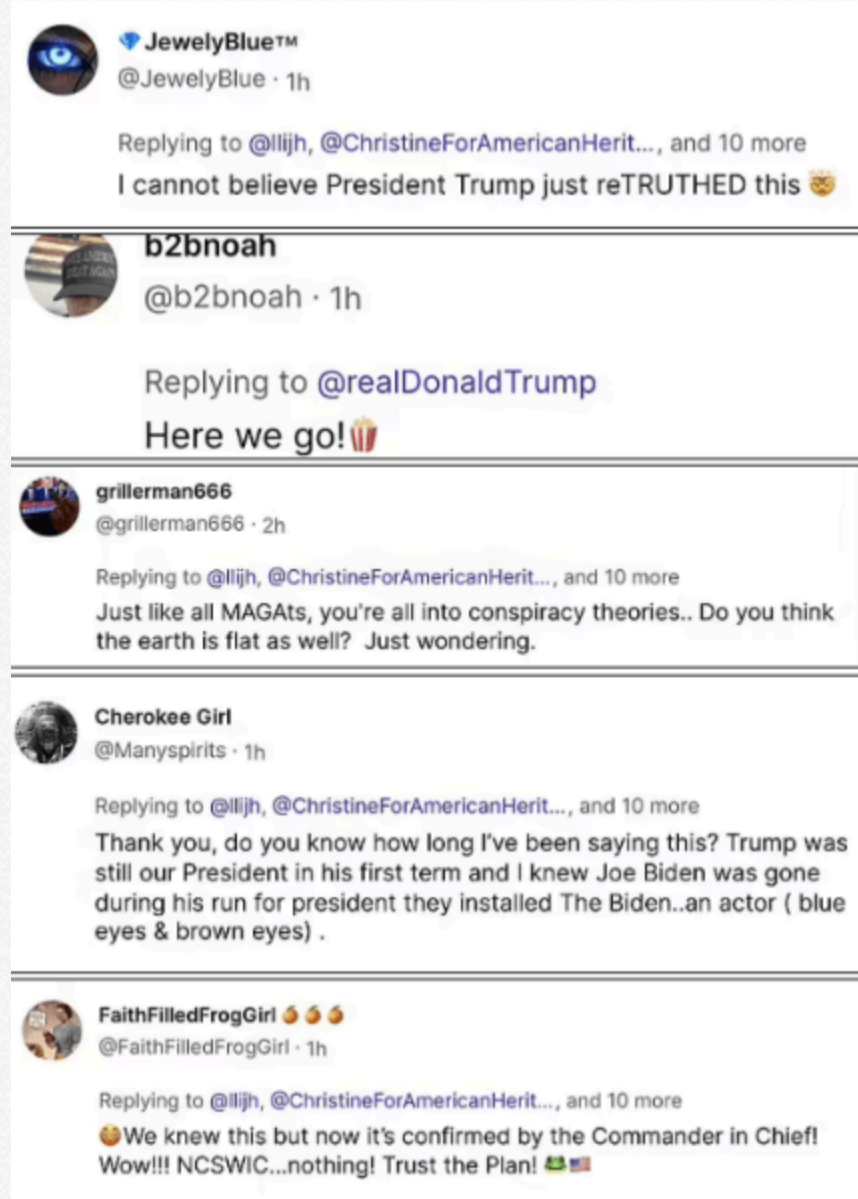 JewelyBlue™
@JewelyBlue · 1h
Replying to @llijh, @ChristineForAmericanHerit..., and 10 more
I cannot believe President Trump just reTRUTHED this 🤯
b2bnoah
@b2bnoah · 1h
Replying to @realDonaldTrump
Here we go!🍿
grillerman666
@grillerman666 · 2h
Replying to @llijh, @ChristineForAmericanHerit..., and 10 more
Just like all MAGAts, you're all into conspiracy theories.. Do you think
the earth is flat as well?  Just wondering.
Cherokee Girl
@Manyspirits · 1h
Replying to @llijh, @ChristineForAmericanHerit..., and 10 more
Thank you, do you know how long I've been saying this? Trump was
still our President in his first term and I knew Joe Biden was gone
during his run for president they installed The Biden..an actor ( blue
eyes & brown eyes) .
FaithFilledFrogGirl 🍊🍊🍊
@FaithFilledFrogGirl · 1h
Replying to @llijh, @ChristineForAmericanHerit..., and 10 more
😆We knew this but now it's confirmed by the Commander in Chief!
Wow!!! NCSWIC...nothing! Trust the Plan! 🐸🇺🇸